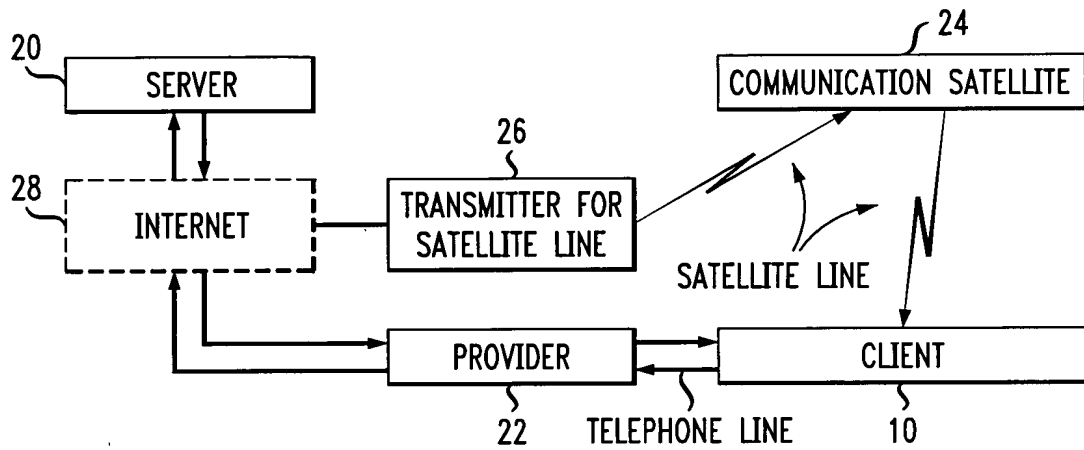 20
SERVER
24
COMMUNICATION SATELLITE
26
TRANSMITTER FOR
SATELLITE LINE
28
INTERNET
SATELLITE LINE
PROVIDER
22
CLIENT
10
TELEPHONE LINE